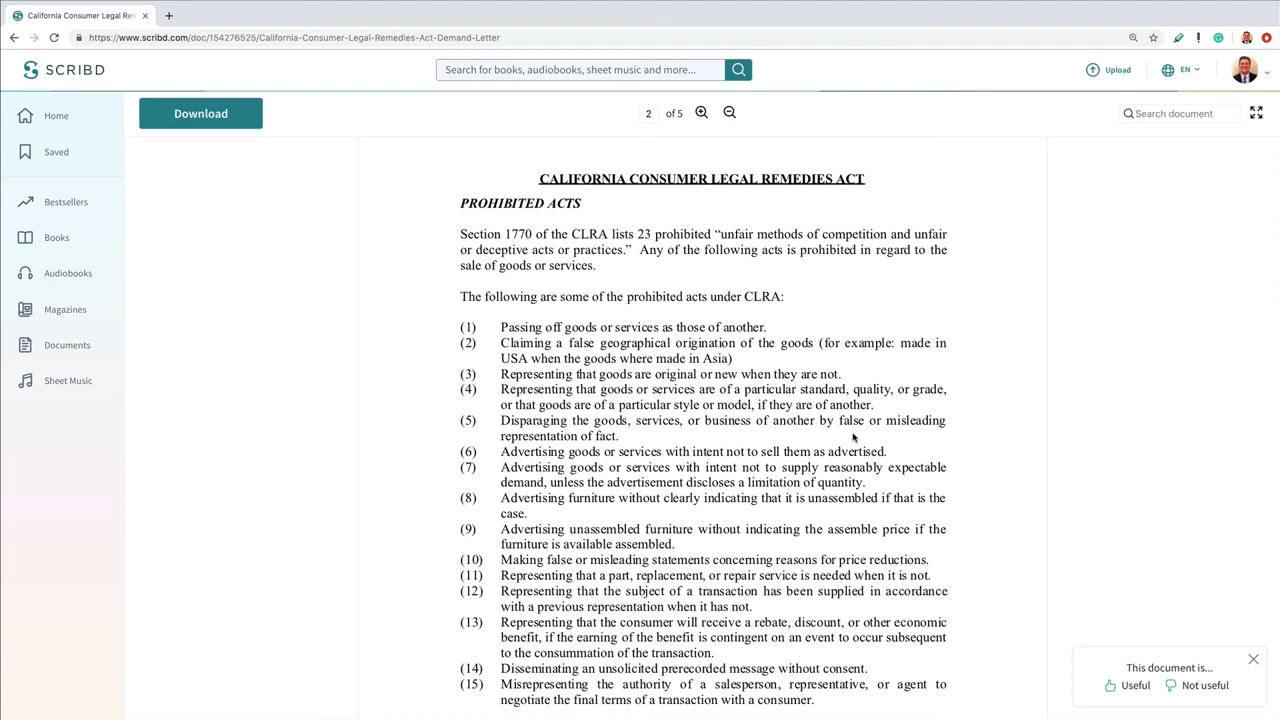 California Consumer Legal Rem
https://www.scribd.com/doc/154276525/California-Consumer-Legal-Remedies-Act-Demand-Letter
SCRIBD
Search for books, audiobooks, sheet music and more...
Upload
EN
Home
Saved
Bestsellers
Books
Audiobooks
Magazines
Documents
Sheet Music
Download
2 of 5
Search document
CALIFORNIA CONSUMER LEGAL REMEDIES ACT
PROHIBITED ACTS
Section 1770 of the CLRA lists 23 prohibited “unfair methods of competition and unfair
or deceptive acts or practices.” Any of the following acts is prohibited in regard to the
sale of goods or services.
The following are some of the prohibited acts under CLRA:
(1) Passing off goods or services as those of another.
(2) Claiming a false geographical origination of the goods (for example: made in
USA when the goods where made in Asia)
(3) Representing that goods are original or new when they are not.
(4) Representing that goods or services are of a particular standard, quality, or grade,
or that goods are of a particular style or model, if they are of another.
(5) Disparaging the goods, services, or business of another by false or misleading
representation of fact.
(6) Advertising goods or services with intent not to sell them as advertised.
(7) Advertising goods or services with intent not to supply reasonably expectable
demand, unless the advertisement discloses a limitation of quantity.
(8) Advertising furniture without clearly indicating that it is unassembled if that is the
case.
(9) Advertising unassembled furniture without indicating the assemble price if the
furniture is available assembled.
(10) Making false or misleading statements concerning reasons for price reductions.
(11) Representing that a part, replacement, or repair service is needed when it is not.
(12) Representing that the subject of a transaction has been supplied in accordance
with a previous representation when it has not.
(13) Representing that the consumer will receive a rebate, discount, or other economic
benefit, if the earning of the benefit is contingent on an event to occur subsequent
to the consummation of the transaction.
(14) Disseminating an unsolicited prerecorded message without consent.
(15) Misrepresenting the authority of a salesperson, representative, or agent to
negotiate the final terms of a transaction with a consumer.
This document is...
Useful
Not useful